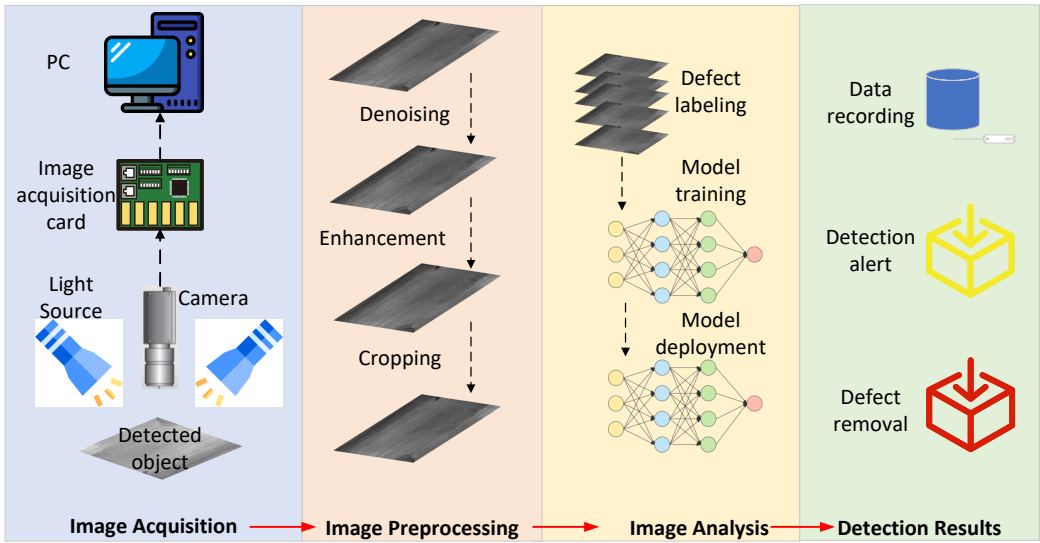 PC
Image
acquisition
card
Light
Source
Camera
Detected
object
Image Acquisition
Denoising
Enhancement
Cropping
Image Preprocessing
Defect
labeling
Model
training
Model
deployment
Image Analysis
Data
recording
Detection
alert
Defect
removal
Detection Results